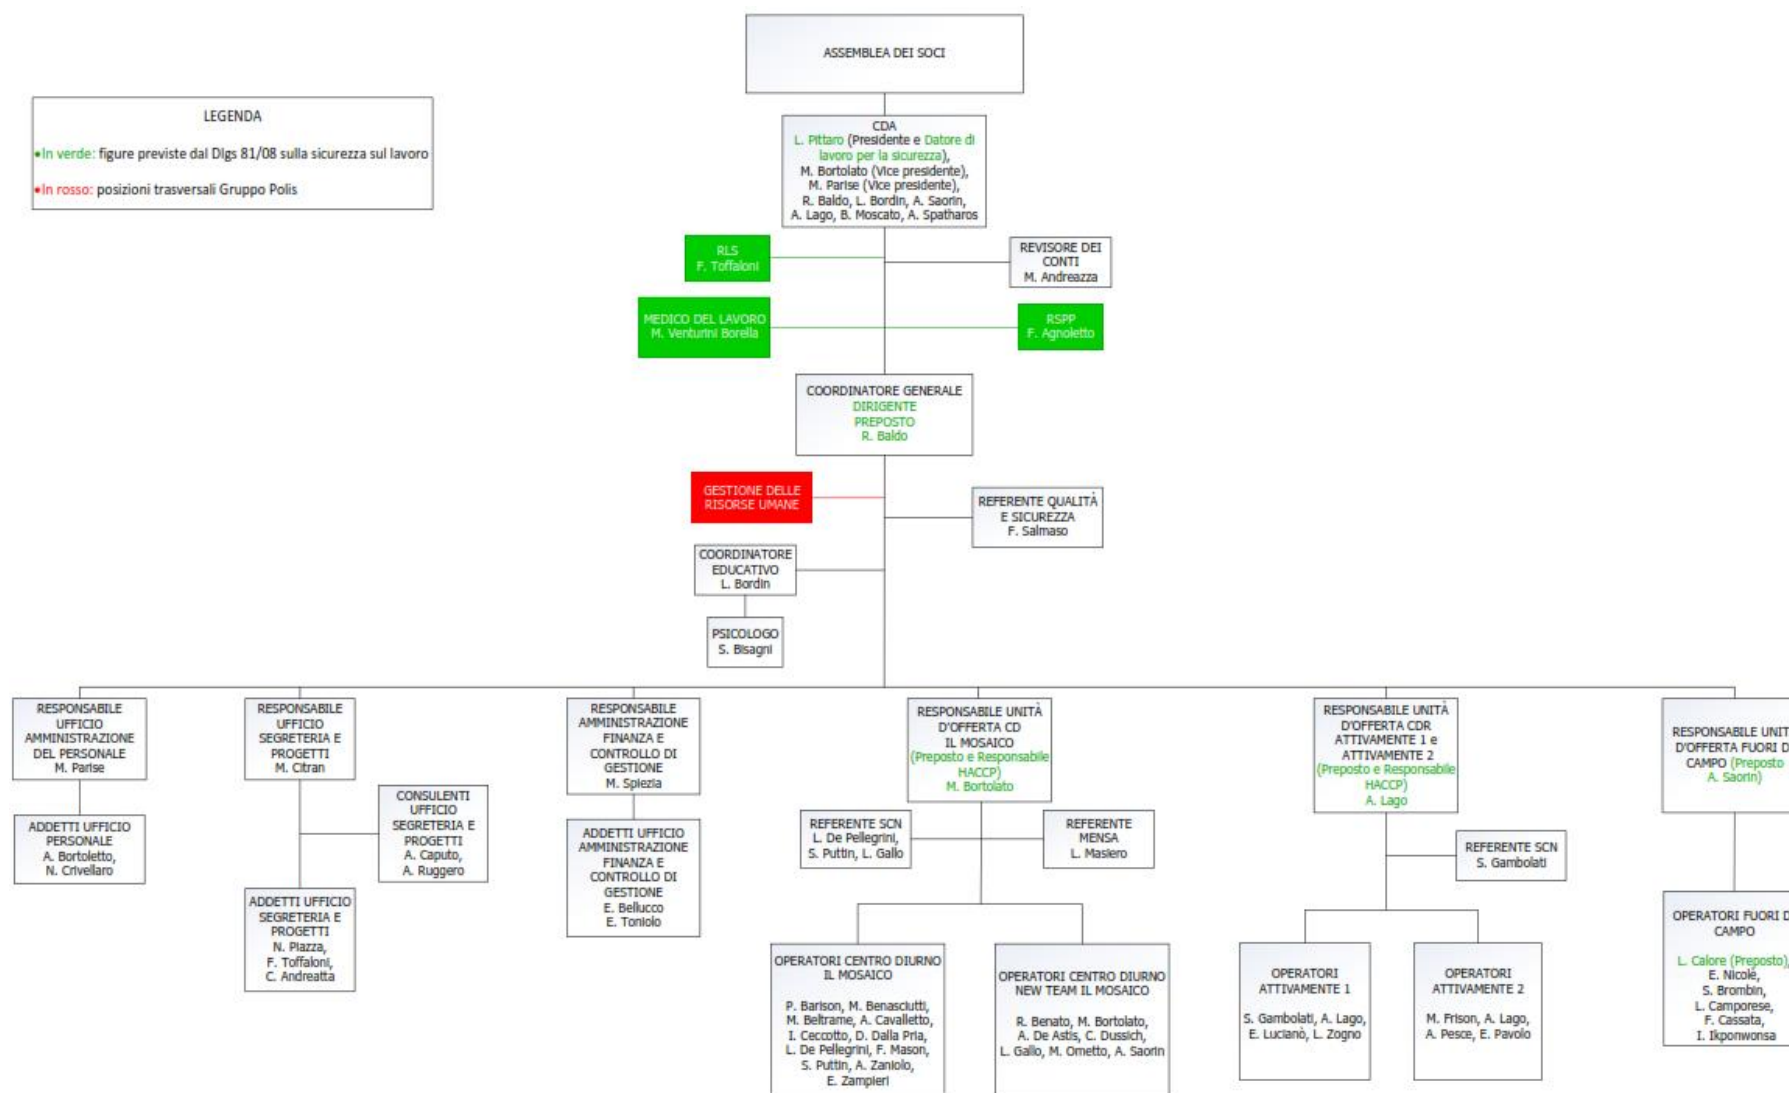 ASSEMBLEA DEI SOCI
LEGENDA
•In verde: figure previste dal Dlgs 81/08 sulla sicurezza sul lavoro
•In rosso: posizioni trasversali Gruppo Polis
CDA
L. Pittaro (Presidente e Datore di
lavoro per la sicurezza),
M. Bortolato (Vice presidente),
M. Parise (Vice presidente),
R. Baldo, L. Bordin, A. Saorin,
A. Lago, B. Moscato, A. Spatharos
RLS
F. Toffaloni
REVISORE DEI
CONTI
M. Andreazza
MEDICO DEL LAVORO
M. Venturini Borella
RSPP
F. Agnoletto
COORDINATORE GENERALE
DIRIGENTE
PREPOSTO
R. Baldo
GESTIONE DELLE
RISORSE UMANE
REFERENTE QUALITÀ
E SICUREZZA
F. Salmaso
COORDINATORE
EDUCATIVO
L. Bordin
PSICOLOGO
S. Bisagni
RESPONSABILE
UFFICIO
AMMINISTRAZIONE
DEL PERSONALE
M. Parise
RESPONSABILE
UFFICIO
SEGRETERIA E
PROGETTI
M. Citran
RESPONSABILE
AMMINISTRAZIONE
FINANZA E
CONTROLLO DI
GESTIONE
M. Spiezia
RESPONSABILE UNITÀ
D'OFFERTA CD
IL MOSAICO
(Preposto e Responsabile
HACCP)
M. Bortolato
RESPONSABILE UNITÀ
D'OFFERTA CDR
ATTIVAMENTE 1 e
ATTIVAMENTE 2
(Preposto e Responsabile
HACCP)
A. Lago
RESPONSABILE UNIT
D'OFFERTA FUORI D
CAMPO (Preposto
A. Saorin)
ADDETTI UFFICIO
PERSONALE
A. Bortoletto,
N. Crivellaro
CONSULENTI
UFFICIO
SEGRETERIA E
PROGETTI
A. Caputo,
A. Ruggero
ADDETTI UFFICIO
SEGRETERIA E
PROGETTI
N. Piazza,
F. Toffaloni,
C. Andreatta
ADDETTI UFFICIO
AMMINISTRAZIONE
FINANZA E
CONTROLLO DI
GESTIONE
E. Bellucco
E. Toniolo
REFERENTE SCN
L. De Pellegrini,
S. Puttin, L. Gallo
REFERENTE
MENSA
L. Masiero
REFERENTE SCN
S. Gambolati
OPERATORI CENTRO DIURNO
IL MOSAICO
P. Barison, M. Benasciutti,
M. Beltrame, A. Cavalletto,
I. Ceccotto, D. Dalla Pria,
L. De Pellegrini, F. Mason,
S. Puttin, A. Zaniolo,
E. Zampieri
OPERATORI CENTRO DIURNO
NEW TEAM IL MOSAICO
R. Benato, M. Bortolato,
A. De Astis, C. Dussich,
L. Gallo, M. Ometto, A. Saorin
OPERATORI
ATTIVAMENTE 1
S. Gambolati, A. Lago,
E. Lucianò, L. Zogno
OPERATORI
ATTIVAMENTE 2
M. Frison, A. Lago,
A. Pesce, E. Pavolo
OPERATORI FUORI D
CAMPO
L. Calore (Preposto),
E. Nicolè,
S. Brombin,
L. Camporese,
F. Cassata,
I. Ikponwonsa